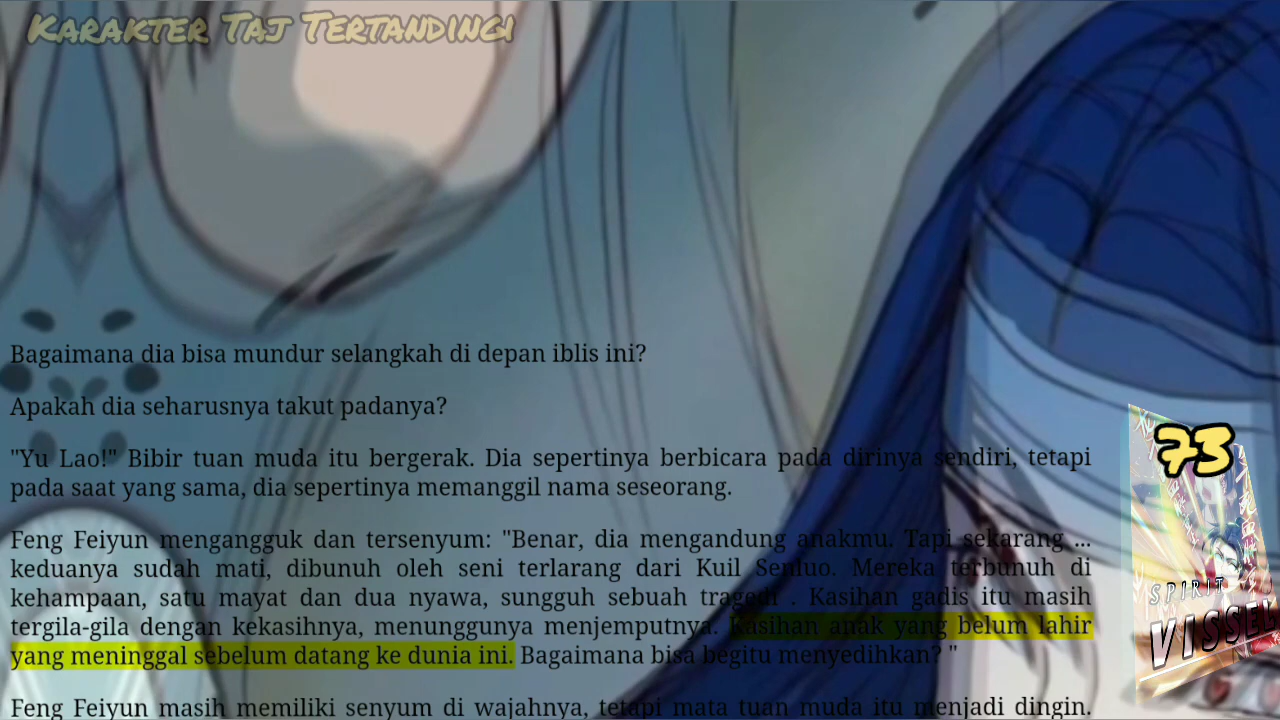 Karakter Taj Tertandingi
Bagaimana dia bisa mundur selangkah di depan iblis ini?
Apakah dia seharusnya takut padanya?
"Yu Lao!" Bibir tuan muda itu bergerak. Dia sepertinya berbicara pada dirinya sendiri, tetapi
pada saat yang sama, dia sepertinya memanggil nama seseorang.
Feng Feiyun mengangguk dan tersenyum: "Benar, dia mengandung anakmu. Tapi sekarang ...
keduanya sudah mati, dibunuh oleh seni terlarang dari Kuil Senluo. Mereka terbunuh di
kehampaan, satu mayat dan dua nyawa, sungguh sebuah tragedi . Kasihan gadis itu masih
tergila-gila dengan kekasihnya, menunggunya menjemputnya. Kasihan anak yang belum lahir
yang meninggal sebelum datang ke dunia ini. Bagaimana bisa begitu menyedihkan? "
Feng Feiyun masih memiliki senyum di wajahnya, tetapi mata tuan muda itu menjadi dingin.
73
SPIRIT
VISSEL